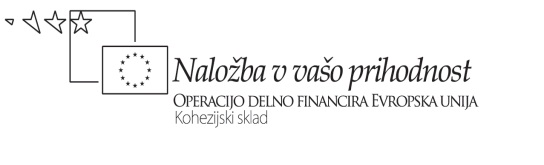 Naložba v vašo prihodnost
OPERACIJO DELNO FINANCIRA EVROPSKA UNIJA
Kohezijski sklad